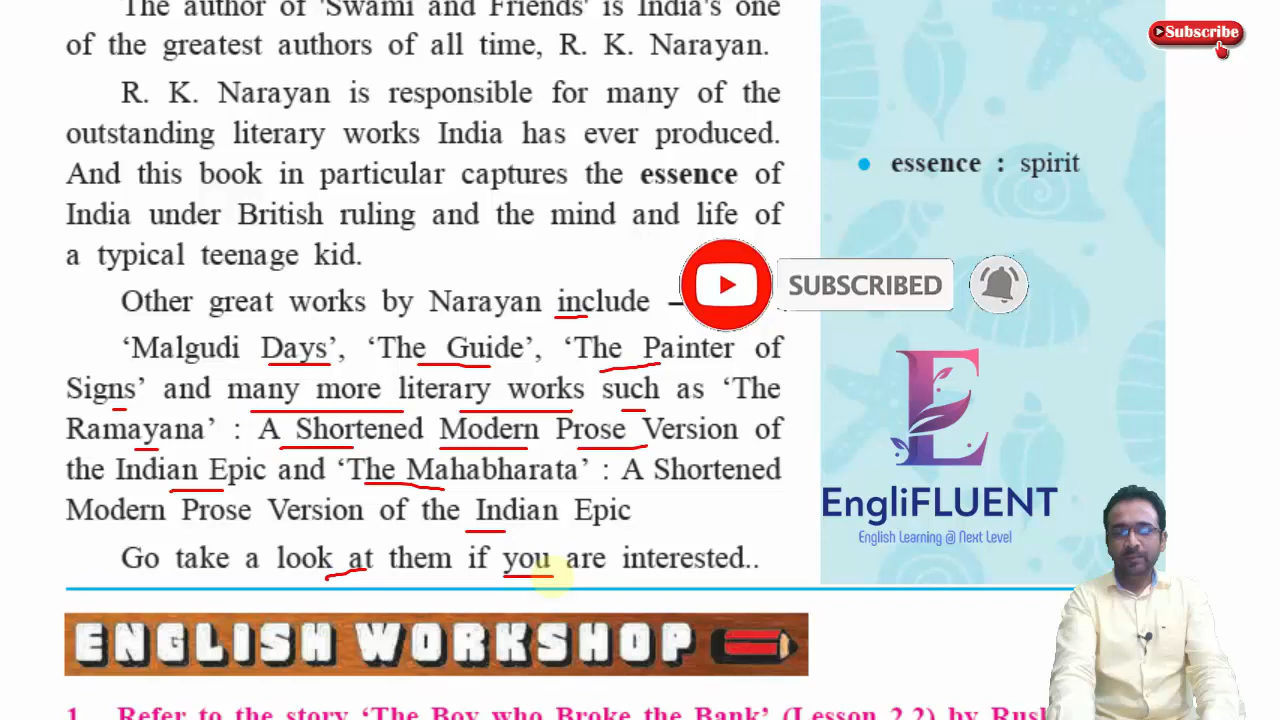 The author of 'Swami and Friends' is India's one
of the greatest authors of all time, R. K. Narayan.
R. K. Narayan is responsible for many of the
outstanding literary works India has ever produced.
And this book in particular captures the essence of
India under British ruling and the mind and life of
a typical teenage kid.
Other great works by Narayan include –
‘Malgudi Days’, ‘The Guide’, ‘The Painter of
Signs’ and many more literary works such as ‘The
Ramayana’ : A Shortened Modern Prose Version of
the Indian Epic and ‘The Mahabharata’ : A Shortened
Modern Prose Version of the Indian Epic
Go take a look at them if you are interested..
ENGLISH WORKSHOP
1. Refer to the story ‘The Boy who Broke the Bank’ (Lesson 2.2) by
Subscribe
essence : spirit
SUBSCRIBED
E
EngliFLUENT
English Learning @ Next Level